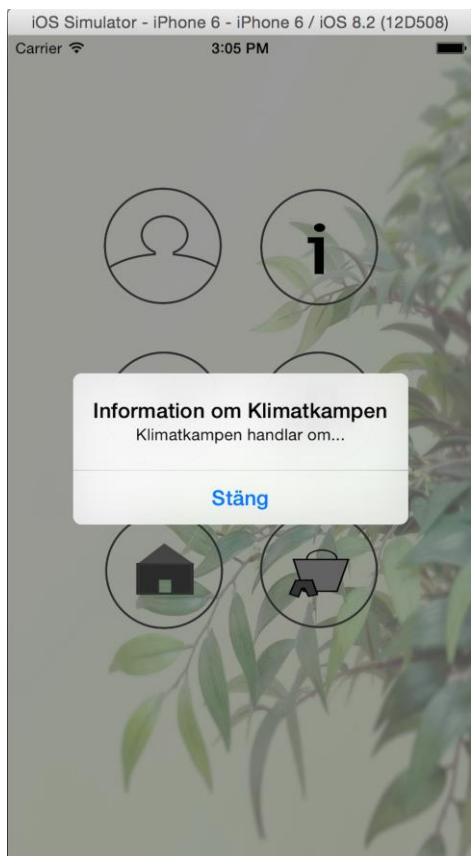 iOS Simulator - iPhone 6 - iPhone 6 / iOS 8.2 (12D508)
Carrier 3:05 PM
i
Information om Klimatkampen
Klimatkampen handlar om...
Stäng